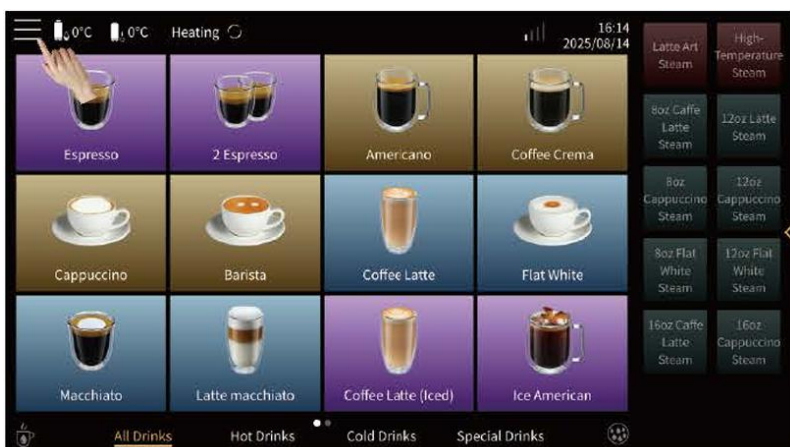 0°C 0°C Heating
16:14
2025/08/14
Espresso
2 Espresso
Americano
Coffee Crema
Cappuccino
Barista
Coffee Latte
Flat White
Macchiato
Latte macchiato
Coffee Latte (Iced)
Ice American
All Drinks
Hot Drinks
Cold Drinks
Special Drinks
Latte Art
Steam
High-
Temperature
Steam
8oz Caffe
Latte
Steam
12oz Latte
Steam
8oz
Cappuccino
Steam
12oz
Cappuccino
Steam
8oz Flat
White
Steam
12oz Flat
White
Steam
16oz Caffe
Latte
Steam
16oz
Cappuccino
Steam